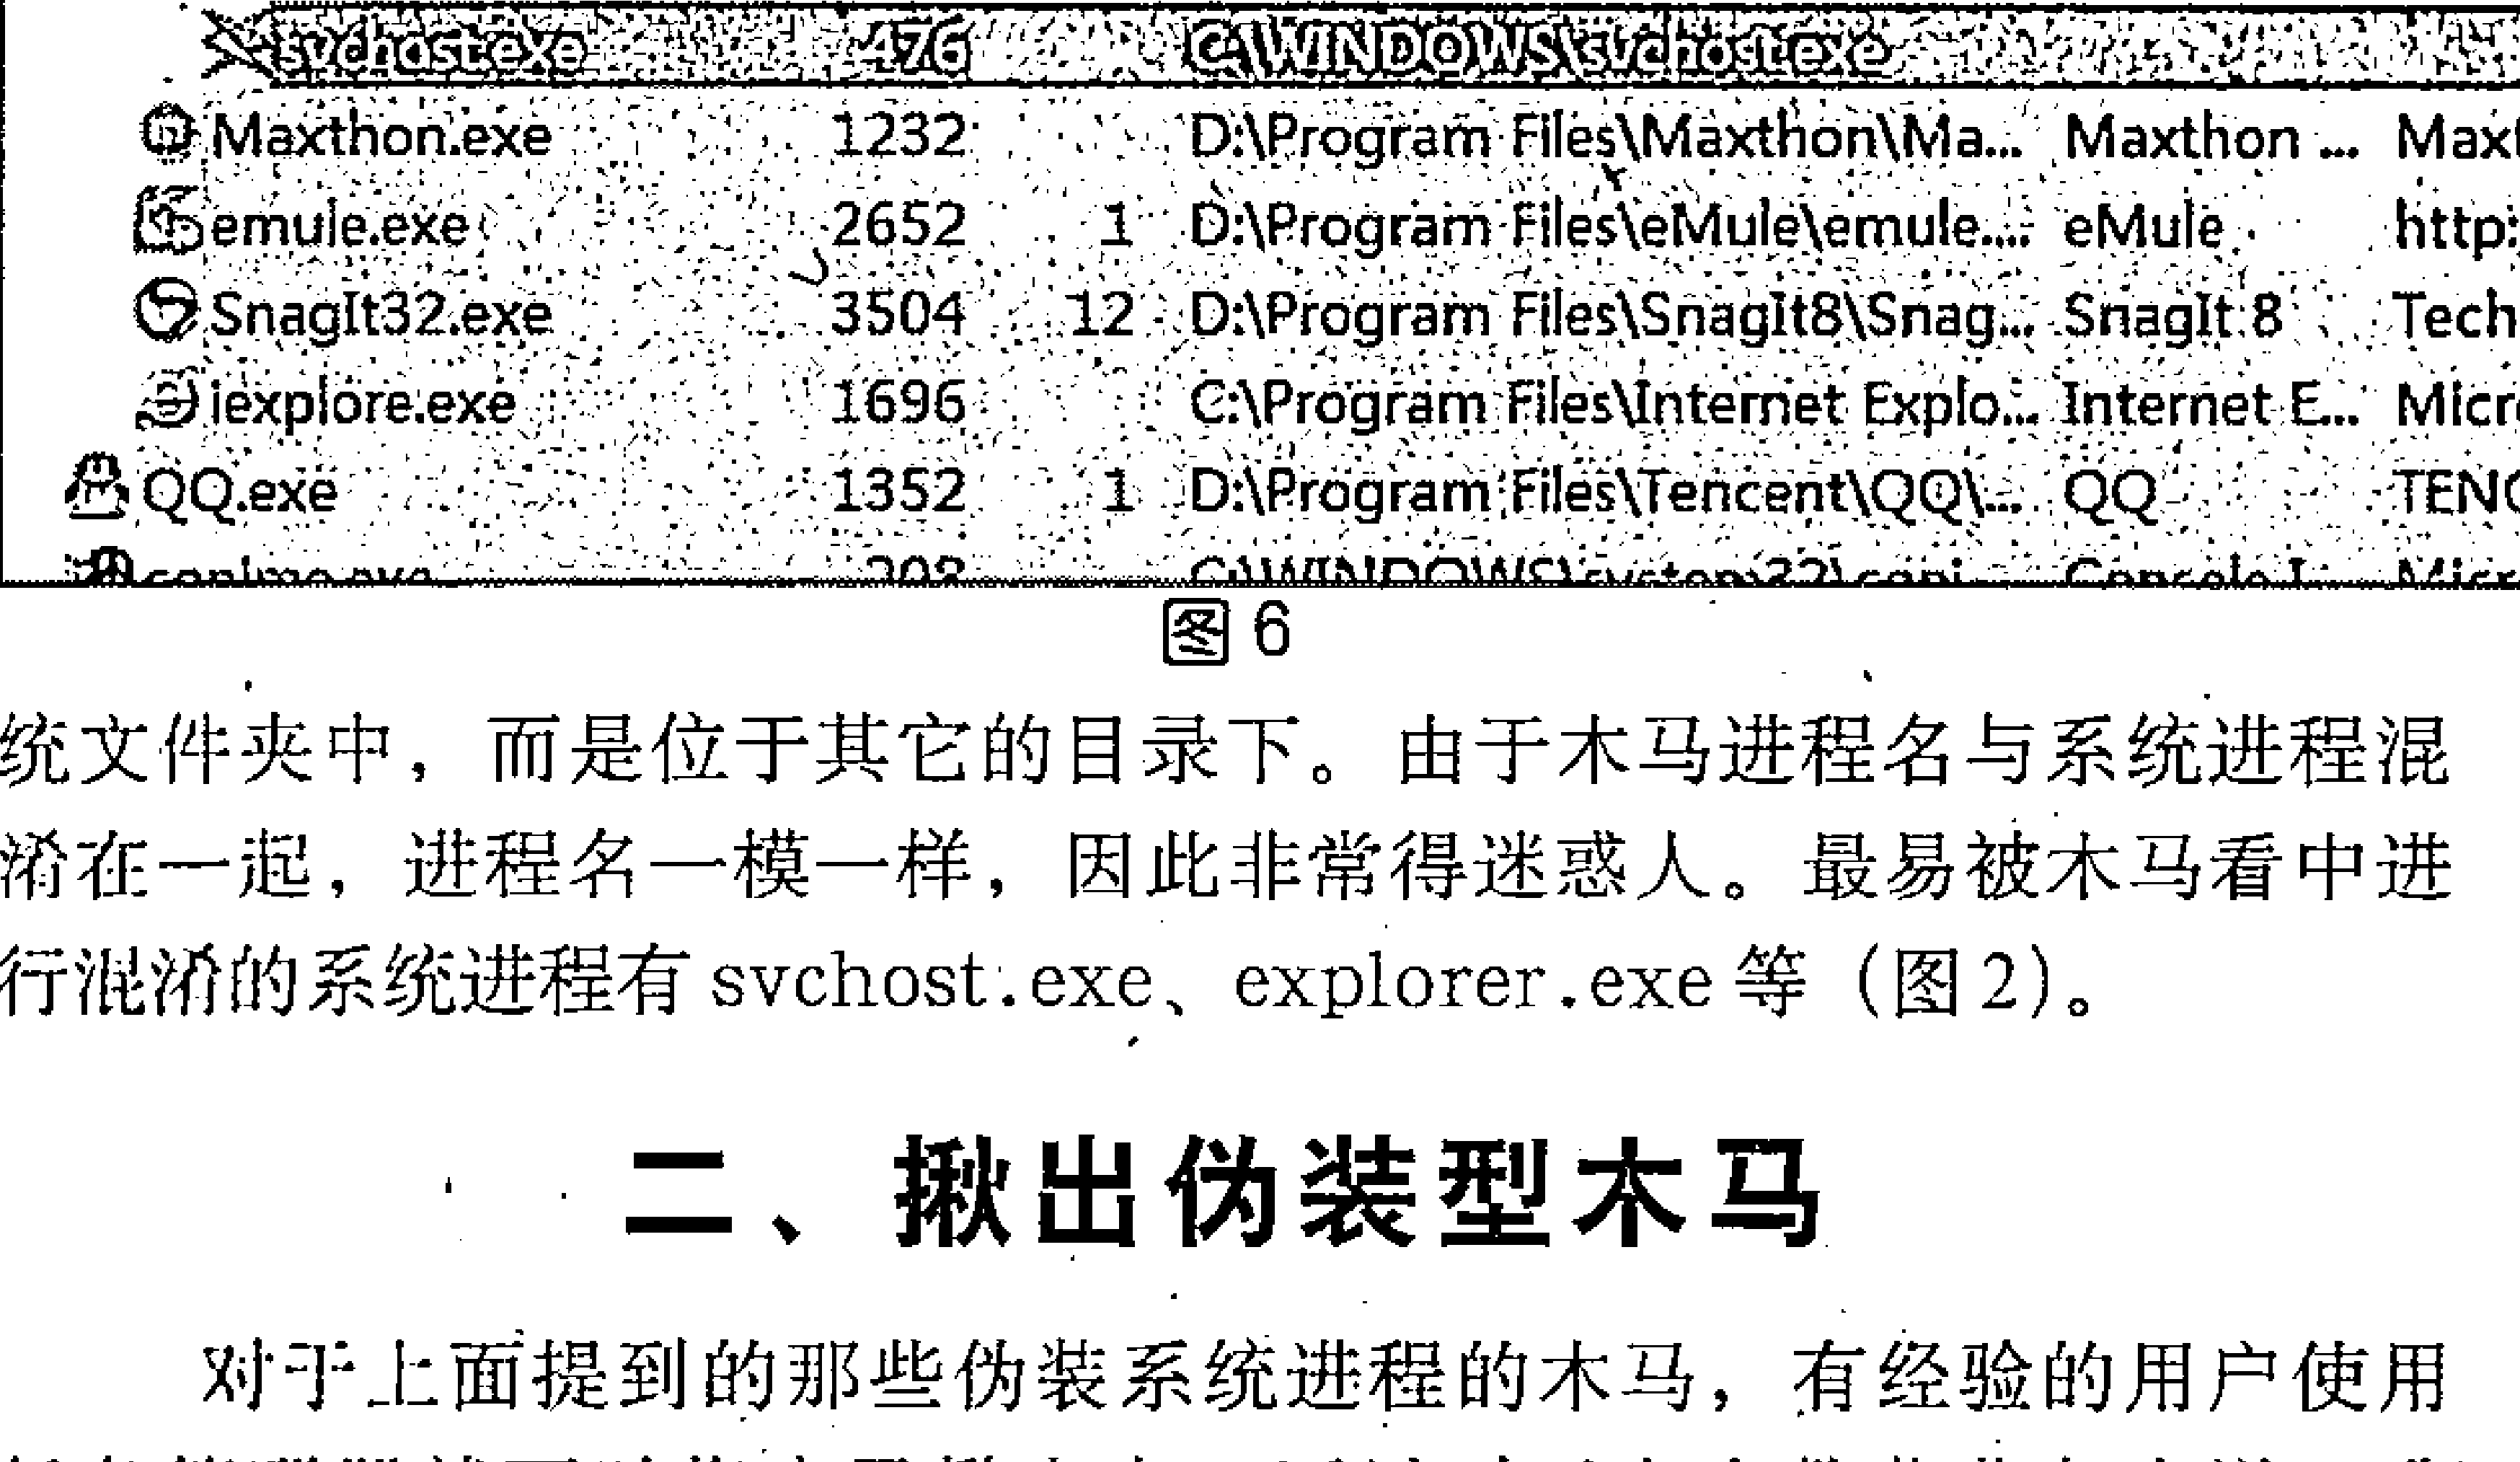 svchost.exe 476 C:\WINDOWS\svchost.exe
Maxthon.exe 1232 D:\Program Files\Maxthon\Ma... Maxthon ...
emule.exe 2652 1 D:\Program Files\eMule\emule.... eMule http:
SnagIt32.exe 3504 12 D:\Program Files\SnagIt8\Snag... SnagIt 8 Tech
iexplore.exe 1696 C:\Program Files\Internet Explo... Internet E... Micr
QQ.exe 1352 1 D:\Program Files\Tencent\QQ\... QQ TENC
图 6
统文件夹中，而是位于其它的目录下。由于木马进程名与系统进程混
淆在一起，进程名一模一样，因此非常得迷惑人。最易被木马看中进
行混淆的系统进程有 svchost.exe、explorer.exe 等（图 2）。
二、揪出伪装型木马
对于上面提到的那些伪装系统进程的木马，有经验的用户使用